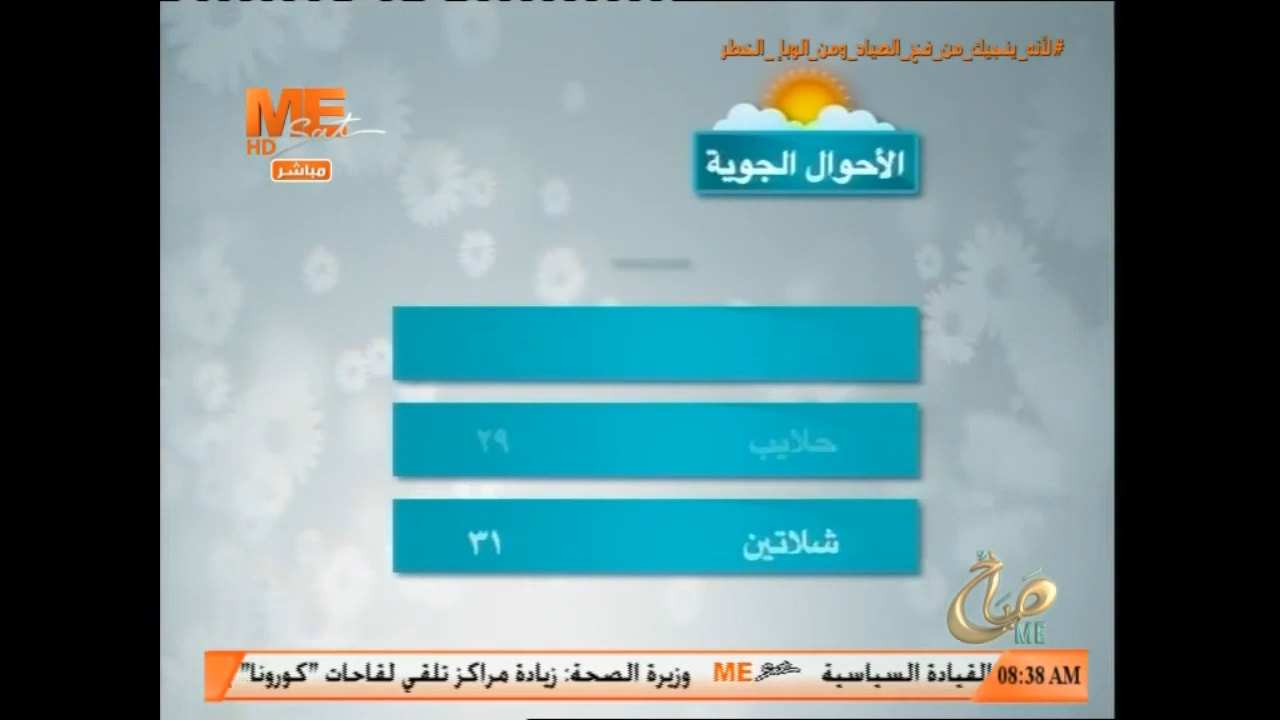 #لأنه_ينجيك_من_فخ_الصياد_ومن_الوبإ_الخطر
ME
Sat
HD
مباشر
الأحوال الجوية
حلايب ٢٩
شلاتين ٣١
صباح
ME
08:38 AM القيادة السياسية ME وزيرة الصحة: زيادة مراكز تلقي لقاحات "كورونا"